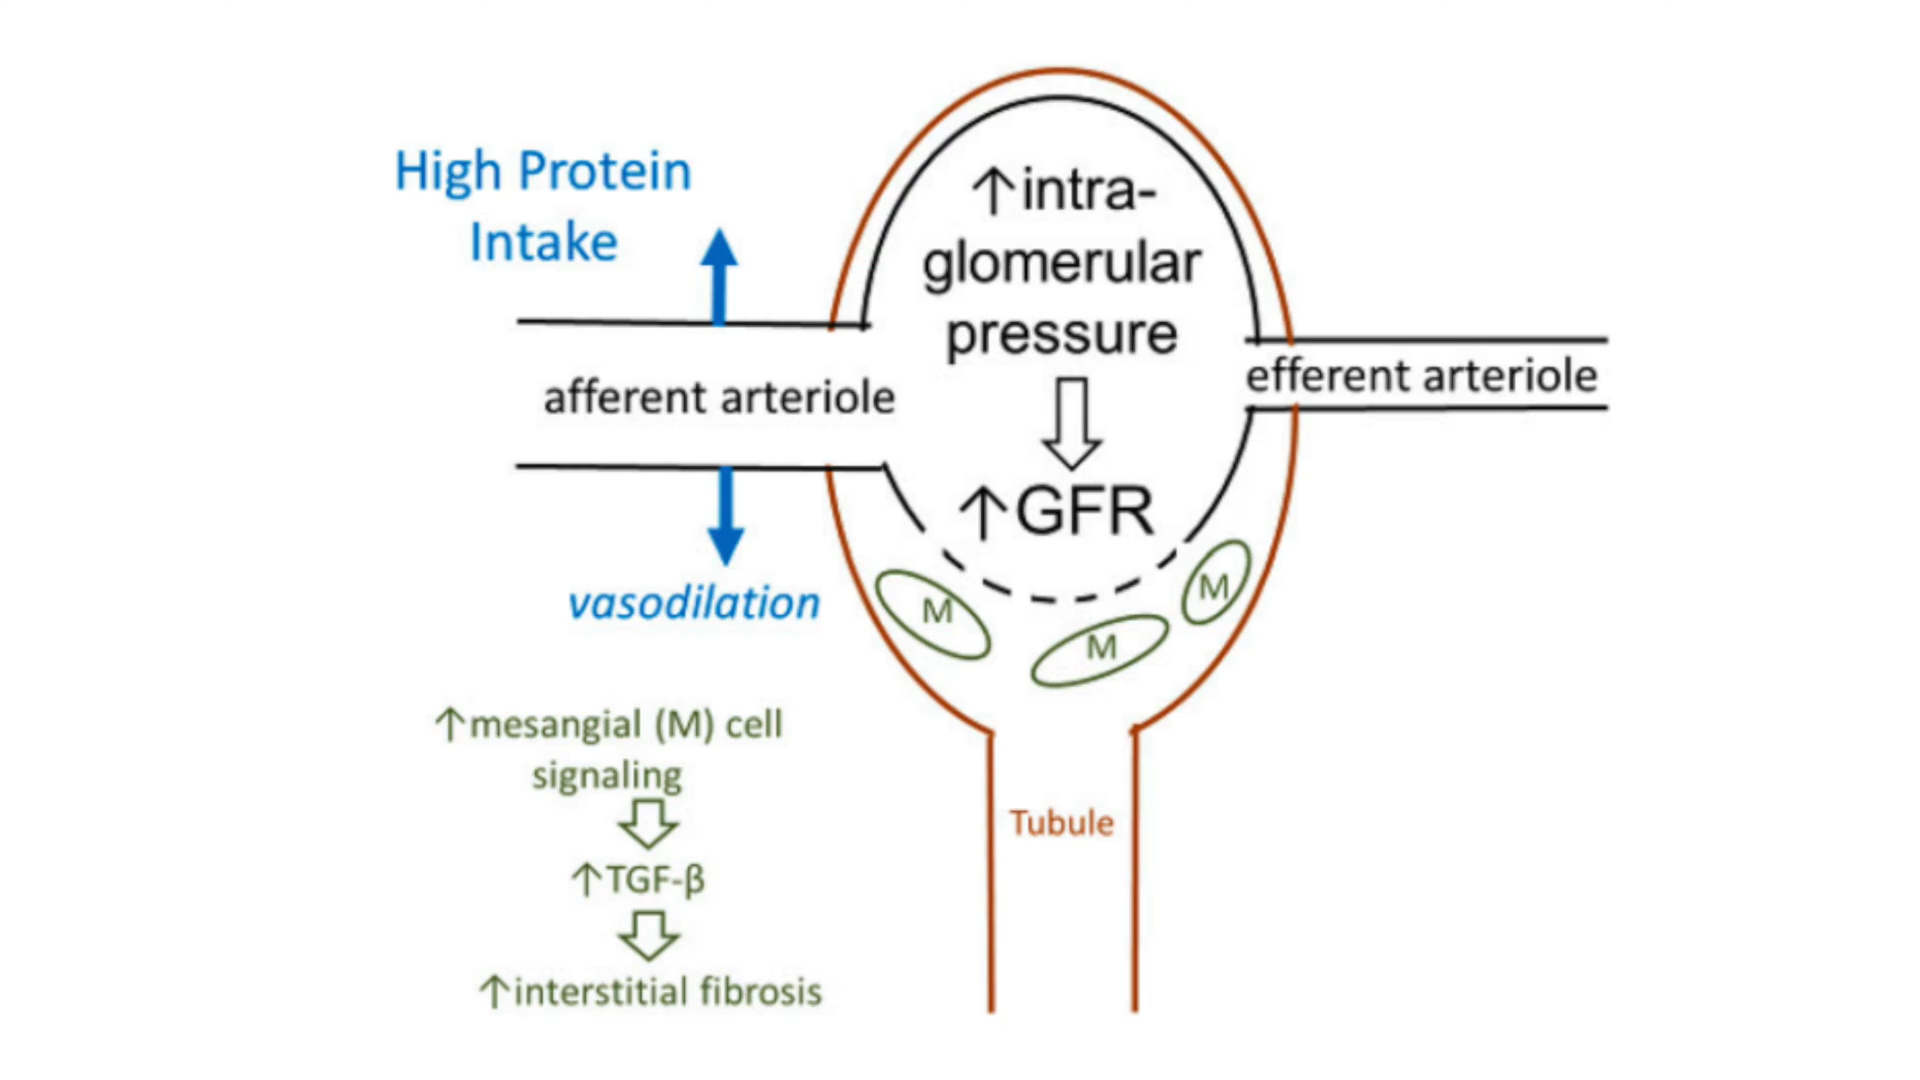 High Protein
Intake
↑intra-
glomerular
pressure
afferent arteriole
efferent arteriole
↑GFR
vasodilation
M
M
M
↑mesangial (M) cell
signaling
Tubule
↑TGF-β
↑interstitial fibrosis